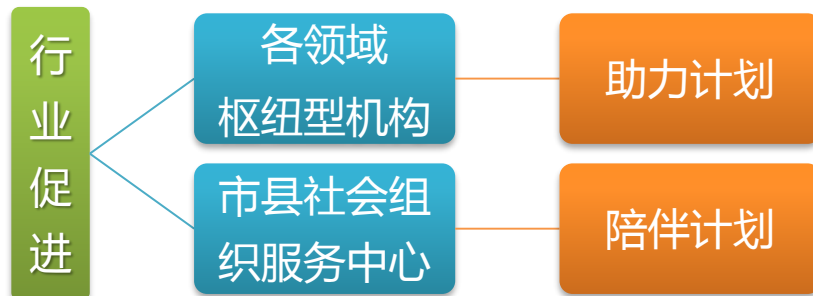 行业促进
各领域
枢纽型机构
助力计划
市县社会组
织服务中心
陪伴计划